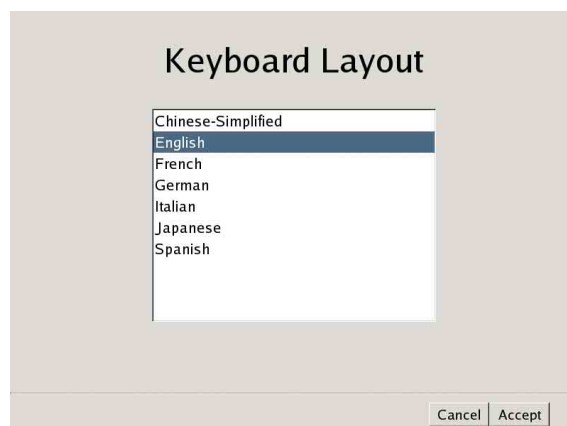 Keyboard Layout
Chinese-Simplified
English
French
German
Italian
Japanese
Spanish
Cancel Accept